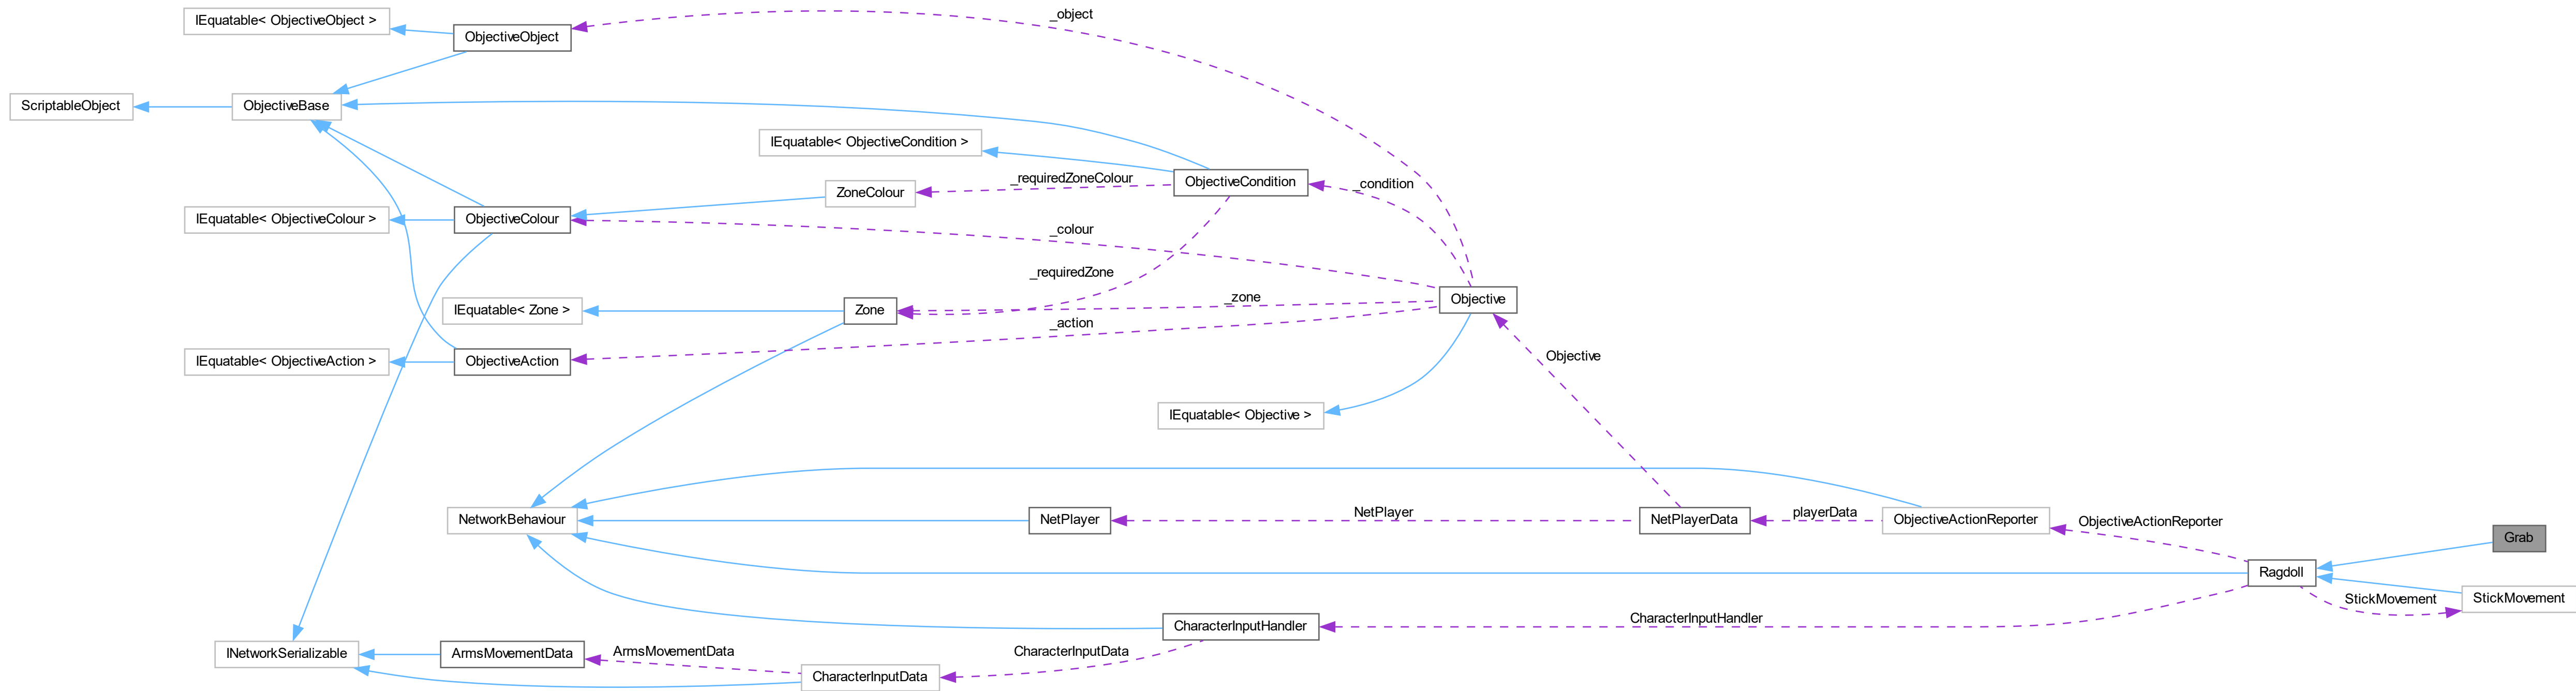 IEquatable< ObjectiveObject >
ObjectiveObject
_object
ScriptableObject
ObjectiveBase
IEquatable< ObjectiveCondition >
_requiredZoneColour
ObjectiveCondition
_condition
ZoneColour
IEquatable< ObjectiveColour >
ObjectiveColour
_colour
_requiredZone
IEquatable< Zone >
Zone
_zone
Objective
_action
IEquatable< ObjectiveAction >
ObjectiveAction
Objective
IEquatable< Objective >
NetworkBehaviour
NetPlayer
NetPlayer
NetPlayerData
playerData
ObjectiveActionReporter
ObjectiveActionReporter
Grab
Ragdoll
StickMovement
StickMovement
CharacterInputHandler
CharacterInputHandler
INetworkSerializable
ArmsMovementData
ArmsMovementData
CharacterInputData
CharacterInputData